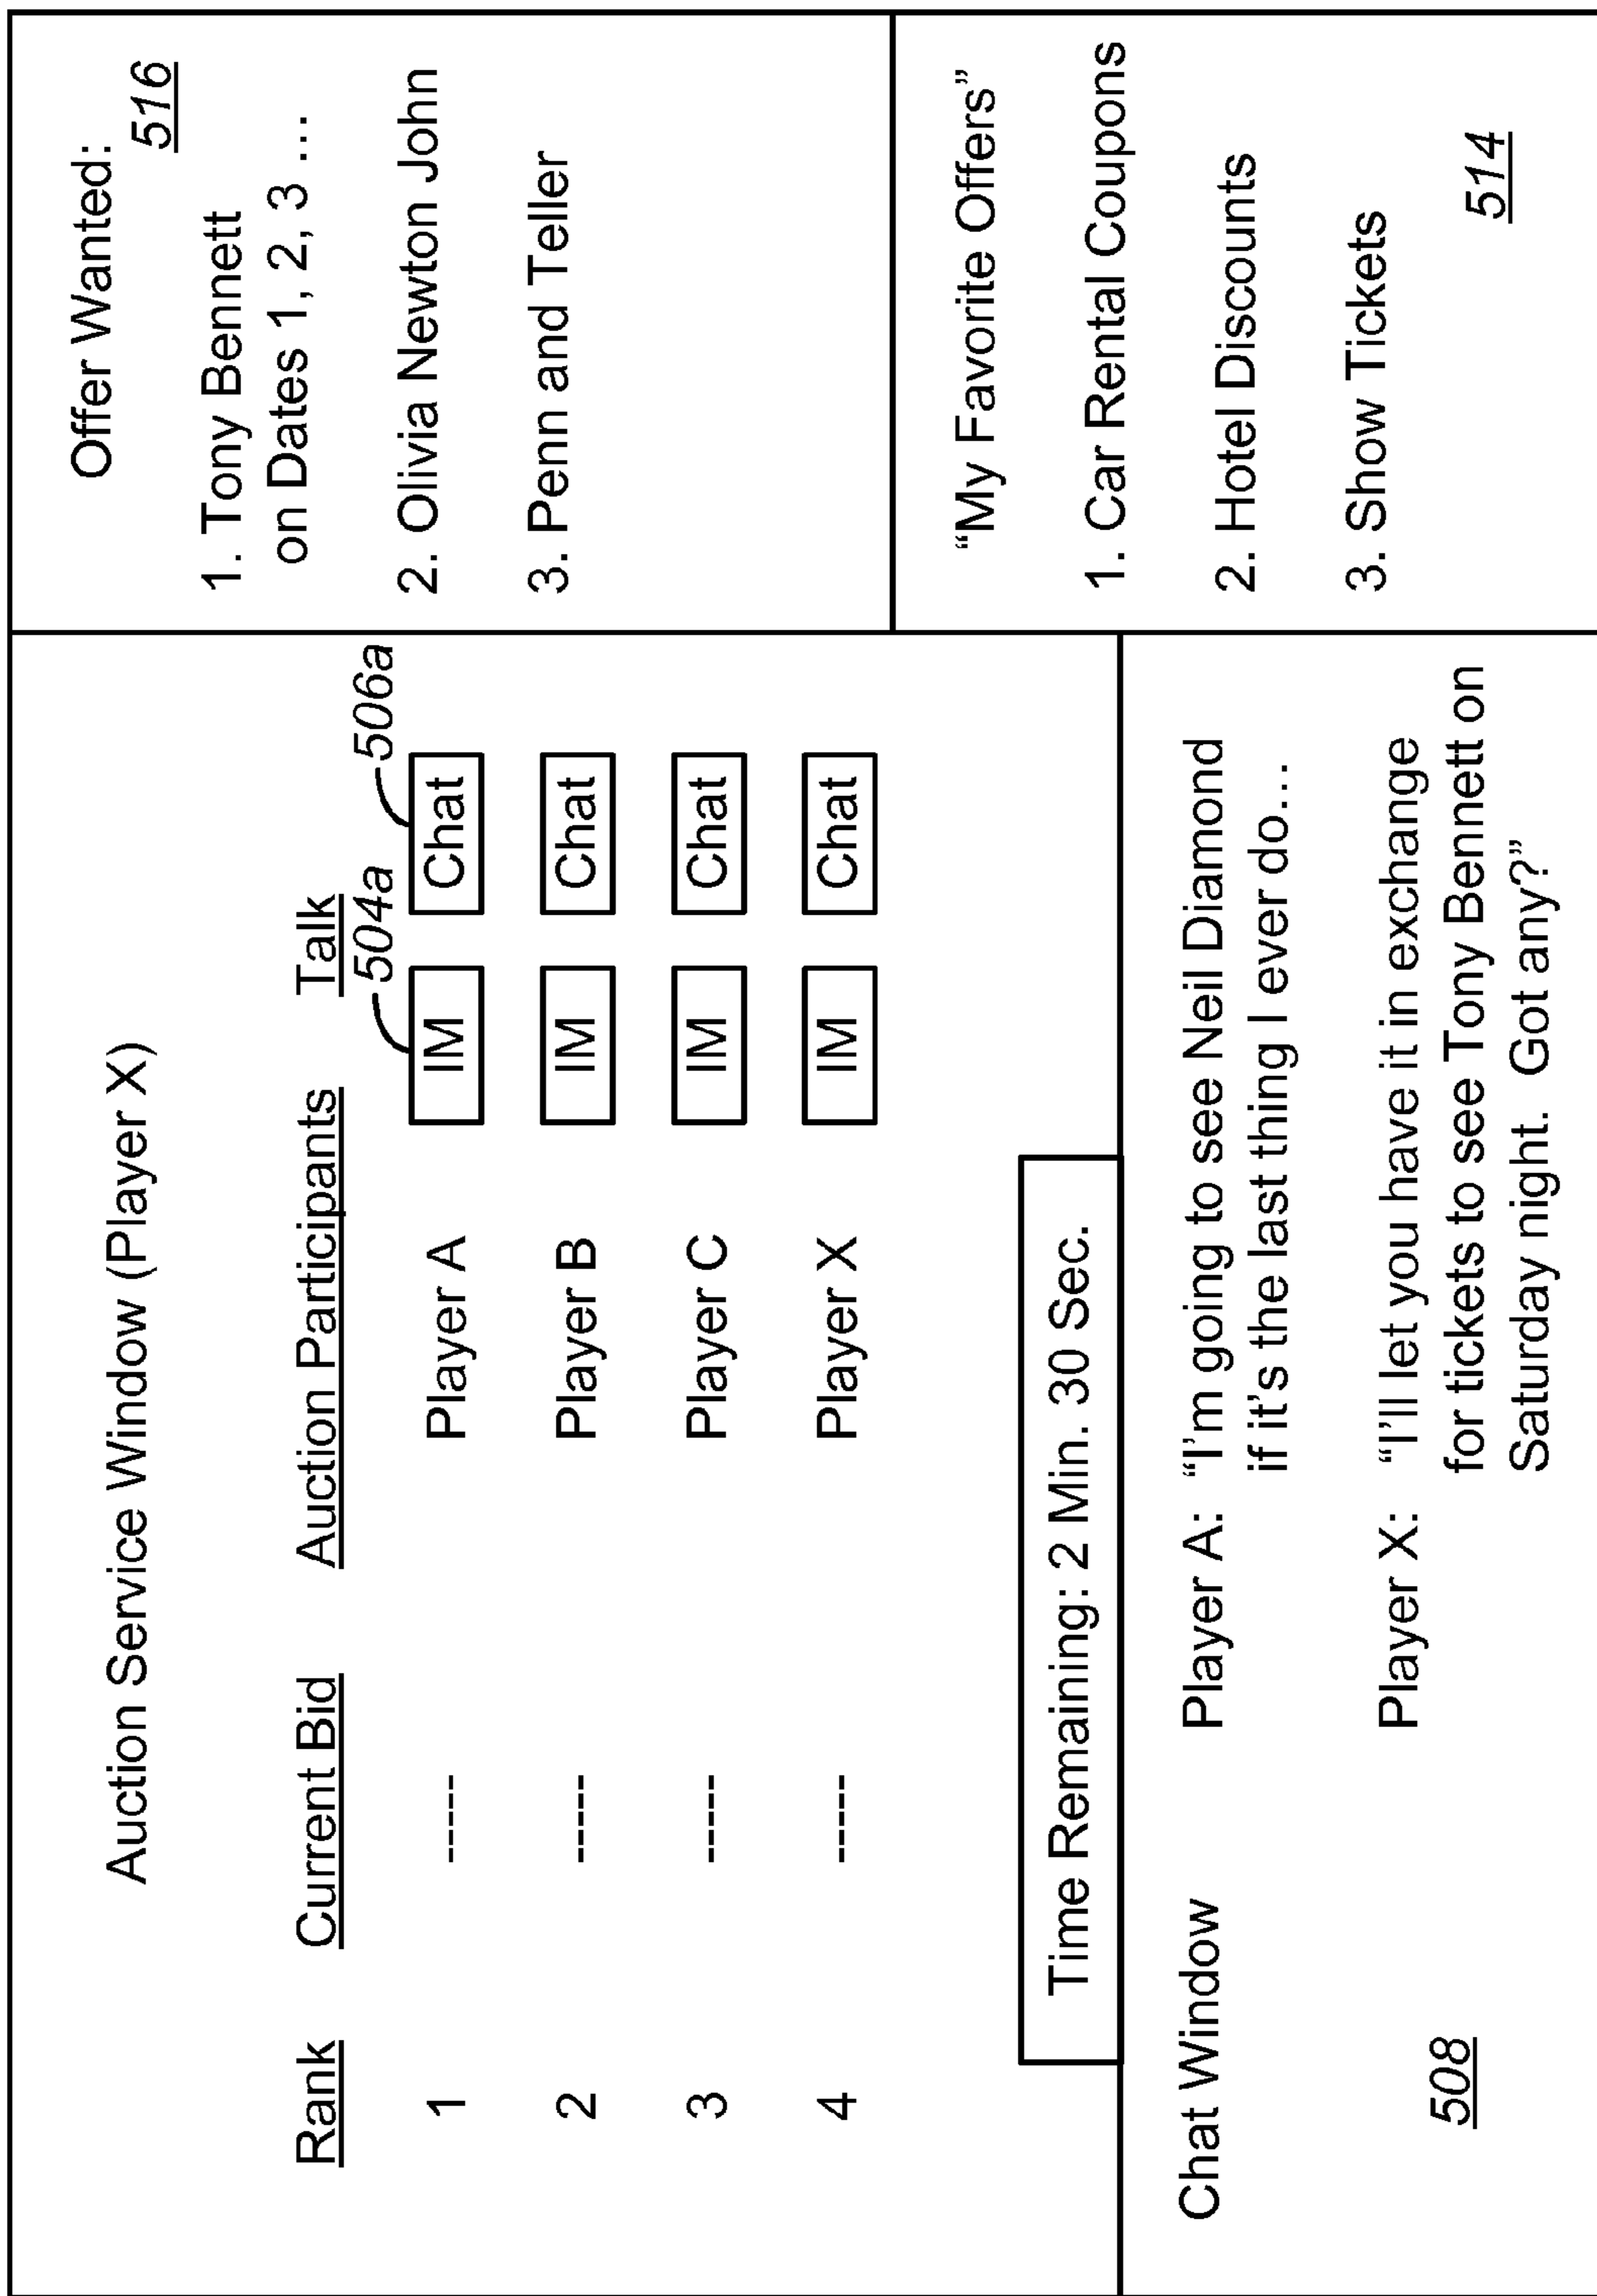 Auction Service Window (Player X)
Rank Current Bid Auction Participants Talk
504a 506a
1 ------ Player A IM Chat
2 ------ Player B IM Chat
3 ------ Player C IM Chat
4 ------ Player X IM Chat
Time Remaining: 2 Min. 30 Sec.
Offer Wanted:
516
1. Tony Bennett
on Dates 1, 2, 3 ...
2. Olivia Newton John
3. Penn and Teller
“My Favorite Offers”
1. Car Rental Coupons
2. Hotel Discounts
3. Show Tickets
514
Chat Window
508
Player A: “I'm going to see Neil Diamond
if it's the last thing I ever do...
Player X: “I'll let you have it in exchange
for tickets to see Tony Bennett on
Saturday night. Got any?”